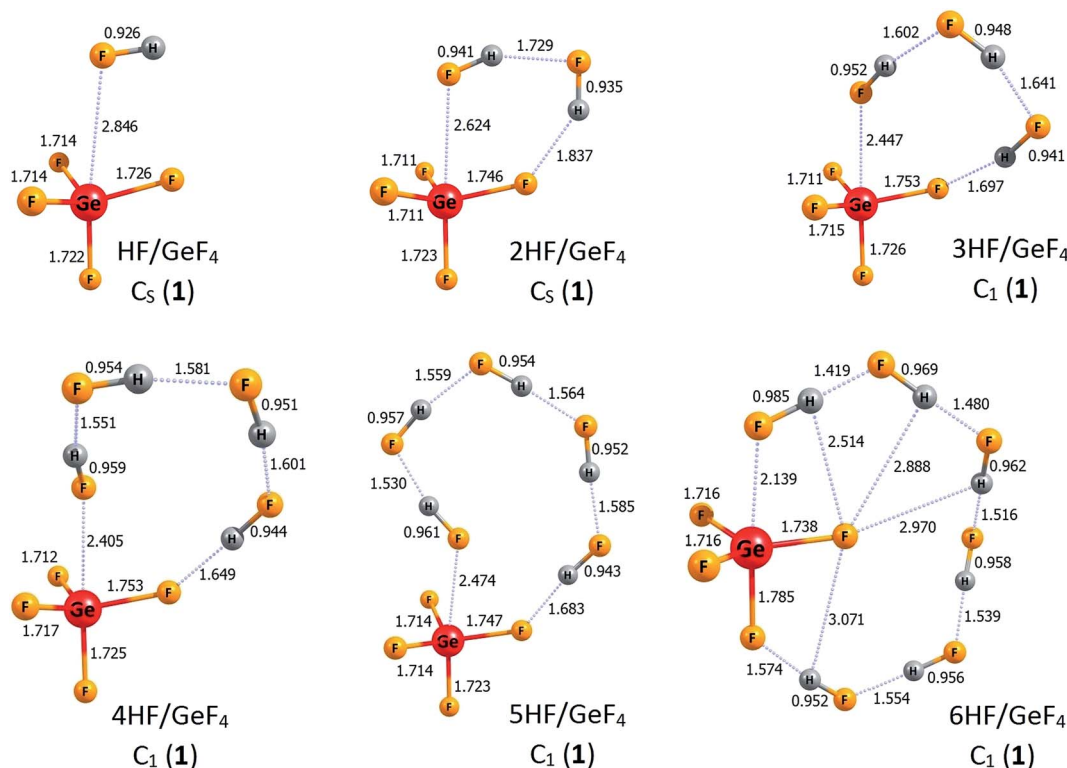 0.926
F
H
2.846
1.714
F
1.726
1.714
F
Ge
F
1.722
F
HF/GeF₄
Cₛ (1)
0.941
H
1.729
F
F
0.935
H
2.624
1.837
1.711
F
1.746
F
F
Ge
1.711
1.723
F
2HF/GeF₄
Cₛ (1)
F
0.948
1.602
H
H
0.952
F
1.641
F
2.447
H
0.941
1.711
F
1.753
F
1.697
F
Ge
1.715
1.726
F
3HF/GeF₄
C₁ (1)
0.954
H
1.581
F
F
0.951
1.551
H
H
0.959
1.601
F
F
H
0.944
2.405
1.649
1.712
F
1.753
F
F
Ge
1.717
1.725
F
4HF/GeF₄
C₁ (1)
F
0.954
1.559
H
1.564
0.957
H
F
F
0.952
H
1.530
H
1.585
0.961
F
F
H
0.943
2.474
1.683
F
1.714
1.747
F
F
Ge
1.714
1.723
F
5HF/GeF₄
C₁ (1)
1.419
F
0.969
0.985
H
H
F
1.480
2.514
F
2.888
0.962
H
2.139
2.970
1.516
1.716
F
1.738
F
F
0.958
1.716
Ge
H
F
1.785
3.071
1.539
F
F
1.574
H
H
0.956
0.952
F
1.554
6HF/GeF₄
C₁ (1)